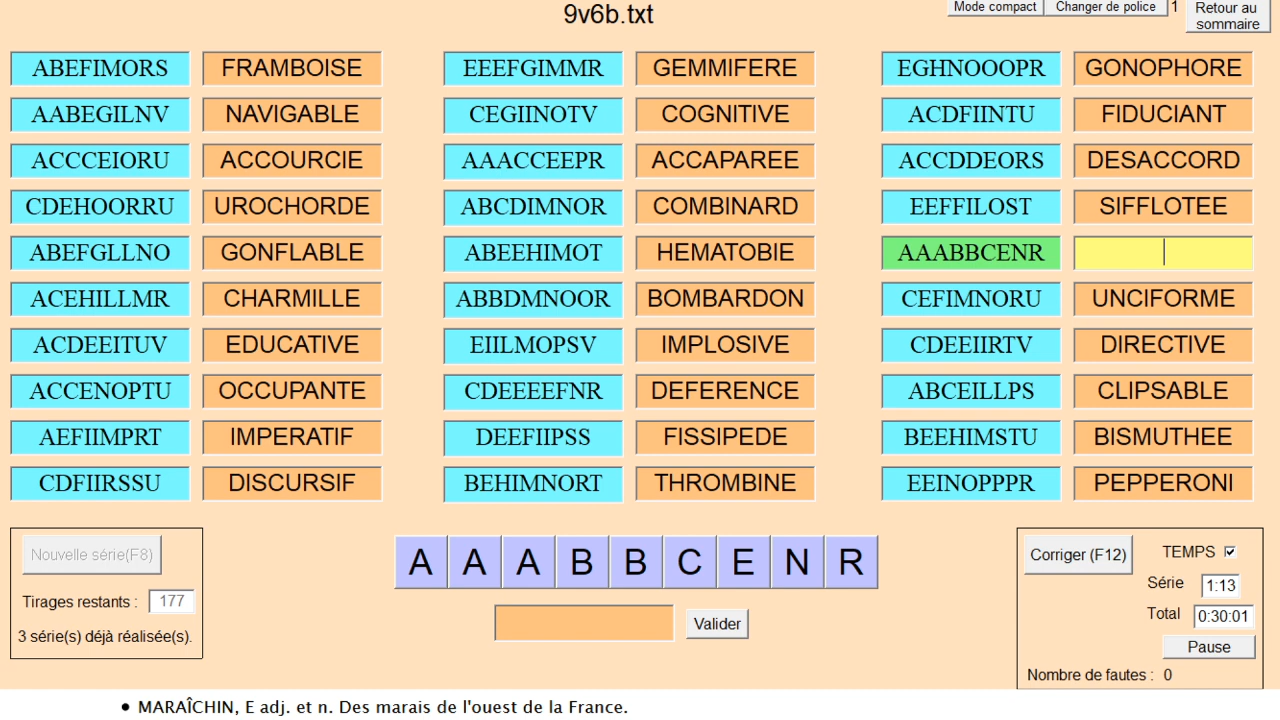 9v6b.txt
Mode compact Changer de police 1 Retour au sommaire
ABEFIMORS FRAMBOISE EEEFGIMMR GEMMIFERE EGHNOOOPR GONOPHORE
AABEGILNV NAVIGABLE CEGIINOTV COGNITIVE ACDFIINTU FIDUCIANT
ACCCEIORU ACCOURCIE AAACCEEPR ACCAPAREE ACCDDEORS DESACCORD
CDEHOORRU UROCHORDE ABCDIMNOR COMBINARD EEFFILOST SIFFLOTEE
ABEFGLLNO GONFLABLE ABEEHIMOT HEMATOBIE AAABBCENR
ACEHILLMR CHARMILLE ABBDMNOOR BOMBARDON CEFIMNORU UNCIFORME
ACDEEITUV EDUCATIVE EIILMOPSV IMPLOSIVE CDEEIIRTV DIRECTIVE
ACCENOPTU OCCUPANTE CDEEEEFNR DEFERENCE ABCEILLPS CLIPSABLE
AEFIIMPRT IMPERATIF DEEFIIPSS FISSIPEDE BEEHIMSTU BISMUTHEE
CDFIIRSSU DISCURSIF BEHIMNORT THROMBINE EEINOPPPR PEPPERONI
Nouvelle série(F8)
Tirages restants : 177
3 série(s) déjà réalisée(s).
A A A B B C E N R
Valider
Corriger (F12) TEMPS
Série 1:13
Total 0:30:01
Pause
Nombre de fautes : 0
• MARAÎCHIN, E adj. et n. Des marais de l'ouest de la France.